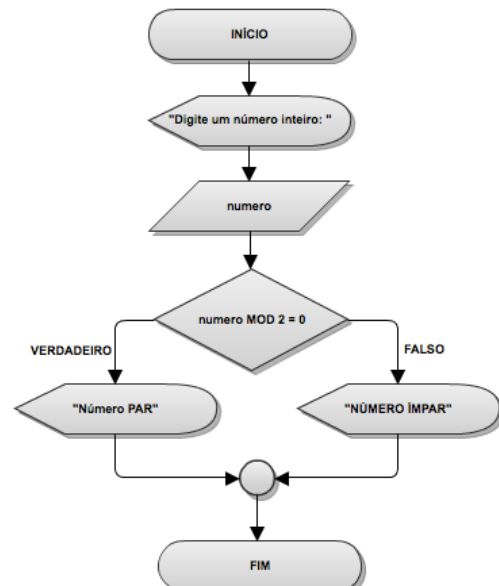 INÍCIO
"Digite um número inteiro: "
numero
numero MOD 2 = 0
VERDADEIRO
FALSO
"Número PAR"
"NÚMERO ÍMPAR"
FIM